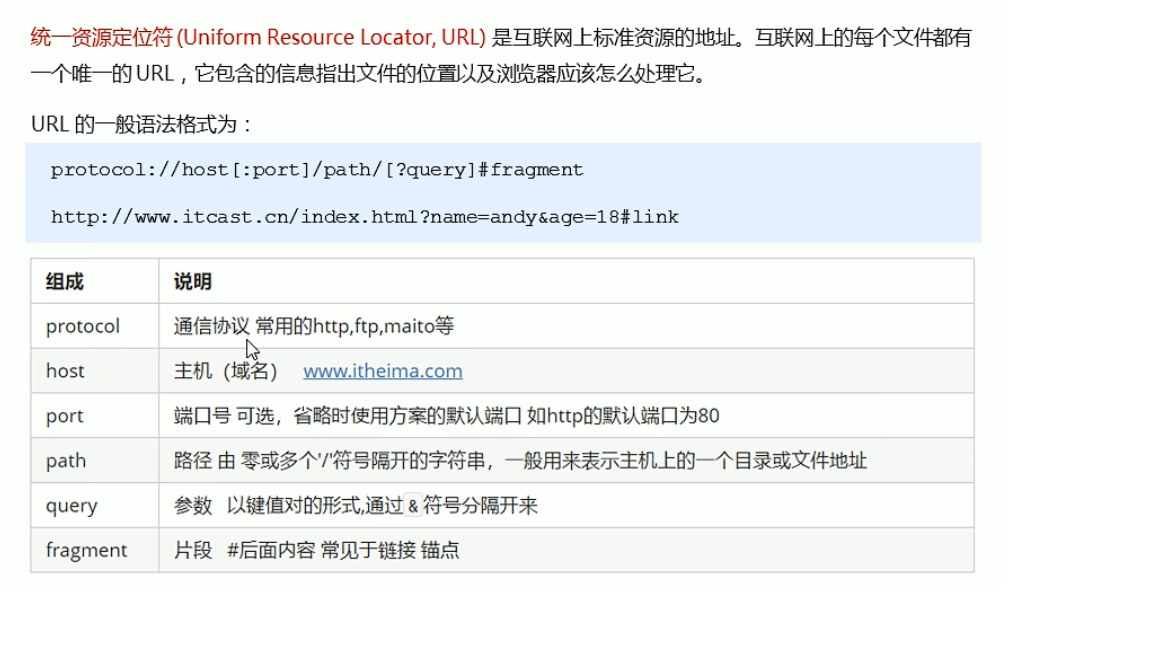 统一资源定位符 (Uniform Resource Locator, URL) 是互联网上标准资源的地址。互联网上的每个文件都有
一个唯一的 URL，它包含的信息指出文件的位置以及浏览器应该怎么处理它。
URL 的一般语法格式为：
protocol://host[:port]/path/[?query]#fragment
http://www.itcast.cn/index.html?name=andy&age=18#link
组成 说明
protocol 通信协议 常用的http,ftp,maito等
host 主机（域名） www.itheima.com
port 端口号 可选，省略时使用方案的默认端口 如http的默认端口为80
path 路径 由 零或多个'/'符号隔开的字符串，一般用来表示主机上的一个目录或文件地址
query 参数 以键值对的形式,通过 & 符号分隔开来
fragment 片段 #后面内容 常见于链接 锚点